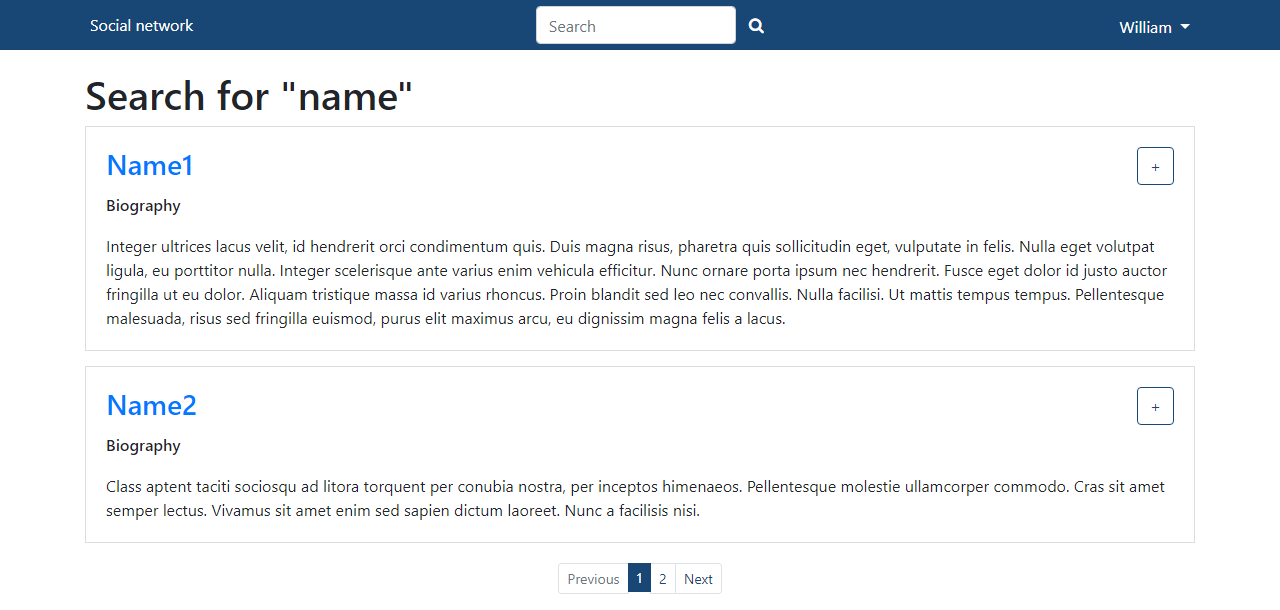 Social network
Search
William
Search for "name"
Name1
+
Biography
Integer ultrices lacus velit, id hendrerit orci condimentum quis. Duis magna risus, pharetra quis sollicitudin eget, vulputate in felis. Nulla eget volutpat
ligula, eu porttitor nulla. Integer scelerisque ante varius enim vehicula efficitur. Nunc ornare porta ipsum nec hendrerit. Fusce eget dolor id justo auctor
fringilla ut eu dolor. Aliquam tristique massa id varius rhoncus. Proin blandit sed leo nec convallis. Nulla facilisi. Ut mattis tempus tempus. Pellentesque
malesuada, risus sed fringilla euismod, purus elit maximus arcu, eu dignissim magna felis a lacus.
Name2
+
Biography
Class aptent taciti sociosqu ad litora torquent per conubia nostra, per inceptos himenaeos. Pellentesque molestie ullamcorper commodo. Cras sit amet
semper lectus. Vivamus sit amet enim sed sapien dictum laoreet. Nunc a facilisis nisi.
Previous 1 2 Next